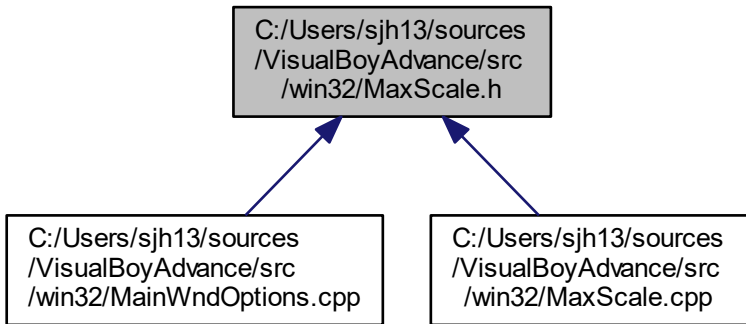 C:/Users/sjh13/sources
/VisualBoyAdvance/src
/win32/MaxScale.h
C:/Users/sjh13/sources
/VisualBoyAdvance/src
/win32/MainWndOptions.cpp
C:/Users/sjh13/sources
/VisualBoyAdvance/src
/win32/MaxScale.cpp